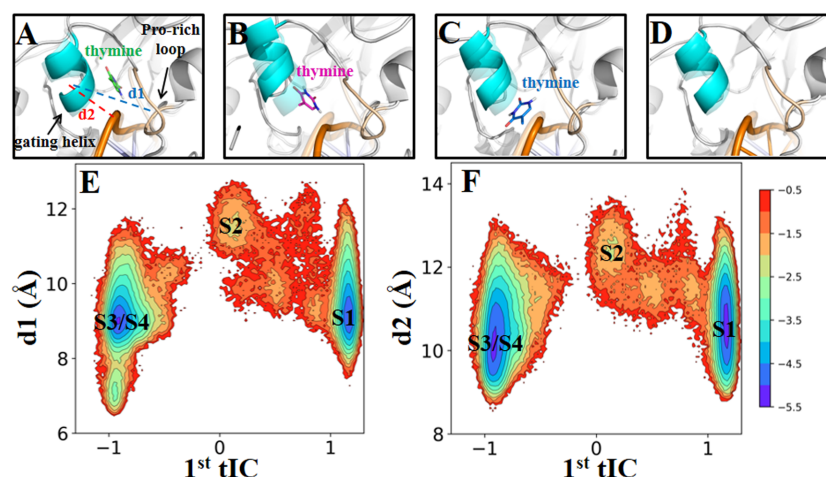 A
thymine
Pro-rich
loop
d1
d2
gating helix
B
thymine
C
thymine
D
E
S2
S3/S4
S1
d1 (Å)
12
10
8
6
−1
0
1
1st tIC
F
S2
S3/S4
S1
d2 (Å)
14
12
10
8
−1
0
1
1st tIC
−0.5
−1.5
−2.5
−3.5
−4.5
−5.5